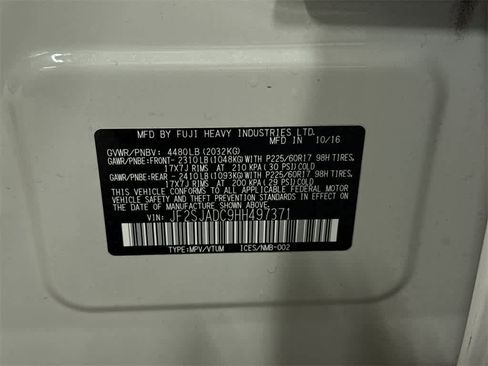 MFD BY FUJI HEAVY INDUSTRIES LTD.
MFD IN 10/16
GVWR/PNBV: 4480LB(2032KG)
GAWR/PNBE:FRONT- 2310LB(1048KG)WITH P225/60R17 98H TIRES,
17X7J RIMS AT 210 KPA(30 PSI)COLD
GAWR/PNBE:REAR - 2410LB(1093KG)WITH P225/60R17 98H TIRES,
17X7J RIMS AT 200 KPA(29 PSI)COLD
THIS VEHICLE CONFORMS TO ALL APPLICABLE FEDERAL
MOTOR VEHICLE SAFETY STANDARDS IN EFFECT ON THE
DATE OF MANUFACTURE SHOWN ABOVE.
VIN: JF2SJADC9HH497371
TYPE:MPV/VTUM ICES/NMB-002